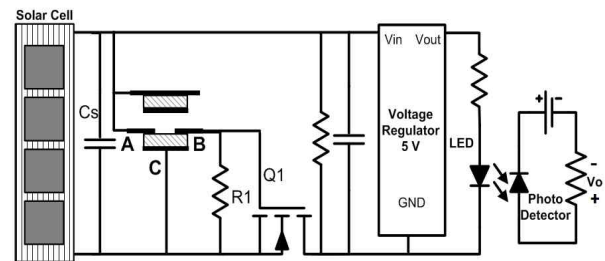 Solar Cell
Cs
A
B
C
R1
Q1
Vin Vout
Voltage
Regulator
5 V
GND
LED
+ -
Photo
Detector
-
Vo
+